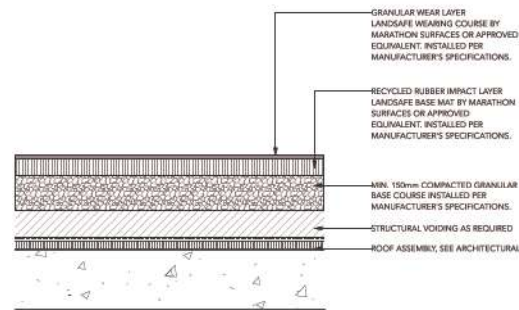 GRANULAR WEAR LAYER
LANDSAFE WEARING COURSE BY
MARATHON SURFACES OR APPROVED
EQUIVALENT. INSTALLED PER
MANUFACTURER'S SPECIFICATIONS.
RECYCLED RUBBER IMPACT LAYER
LANDSAFE BASE MAT BY MARATHON
SURFACES OR APPROVED
EQUIVALENT. INSTALLED PER
MANUFACTURER'S SPECIFICATIONS.
MIN. 150mm COMPACTED GRANULAR
BASE COURSE INSTALLED PER
MANUFACTURER'S SPECIFICATIONS.
STRUCTURAL VOIDING AS REQUIRED
ROOF ASSEMBLY, SEE ARCHITECTURAL